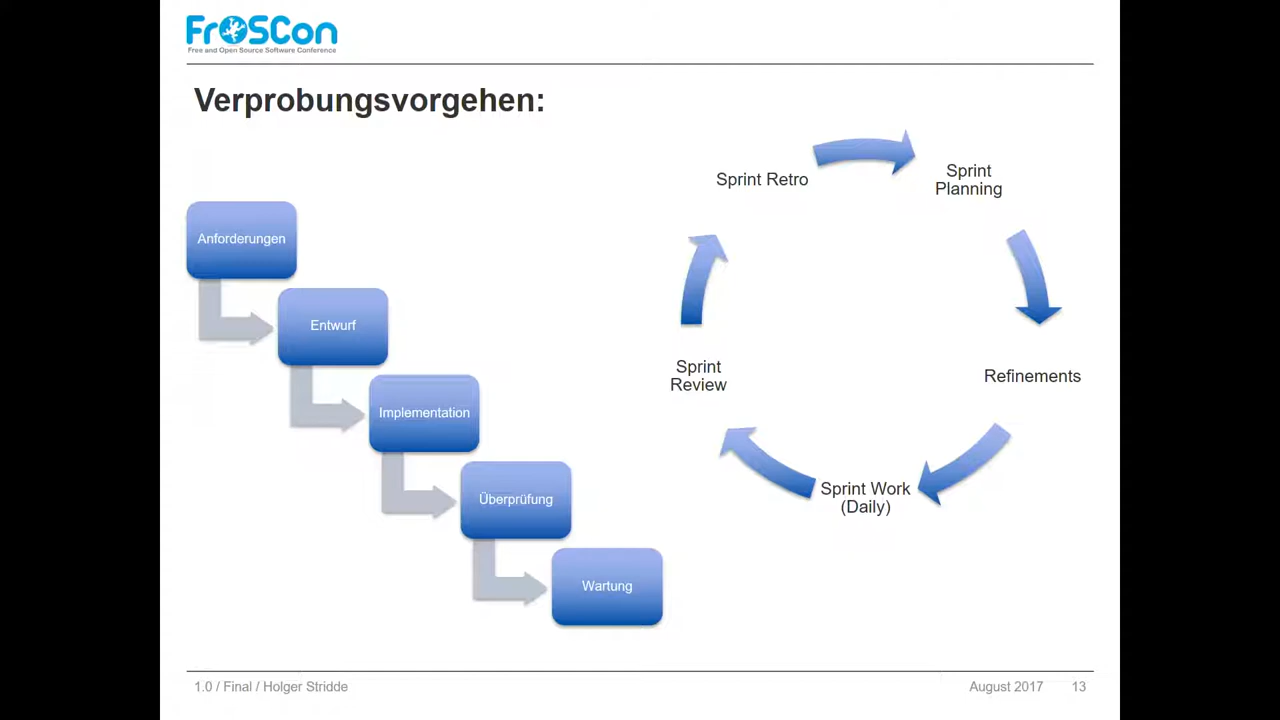 FrOSCon
Free and Open Source Software Conference
Verprobungsvorgehen:
Anforderungen
Entwurf
Implementation
Überprüfung
Wartung
Sprint Retro
Sprint
Planning
Refinements
Sprint Work
(Daily)
Sprint
Review
1.0 / Final / Holger Stridde
August 2017 13